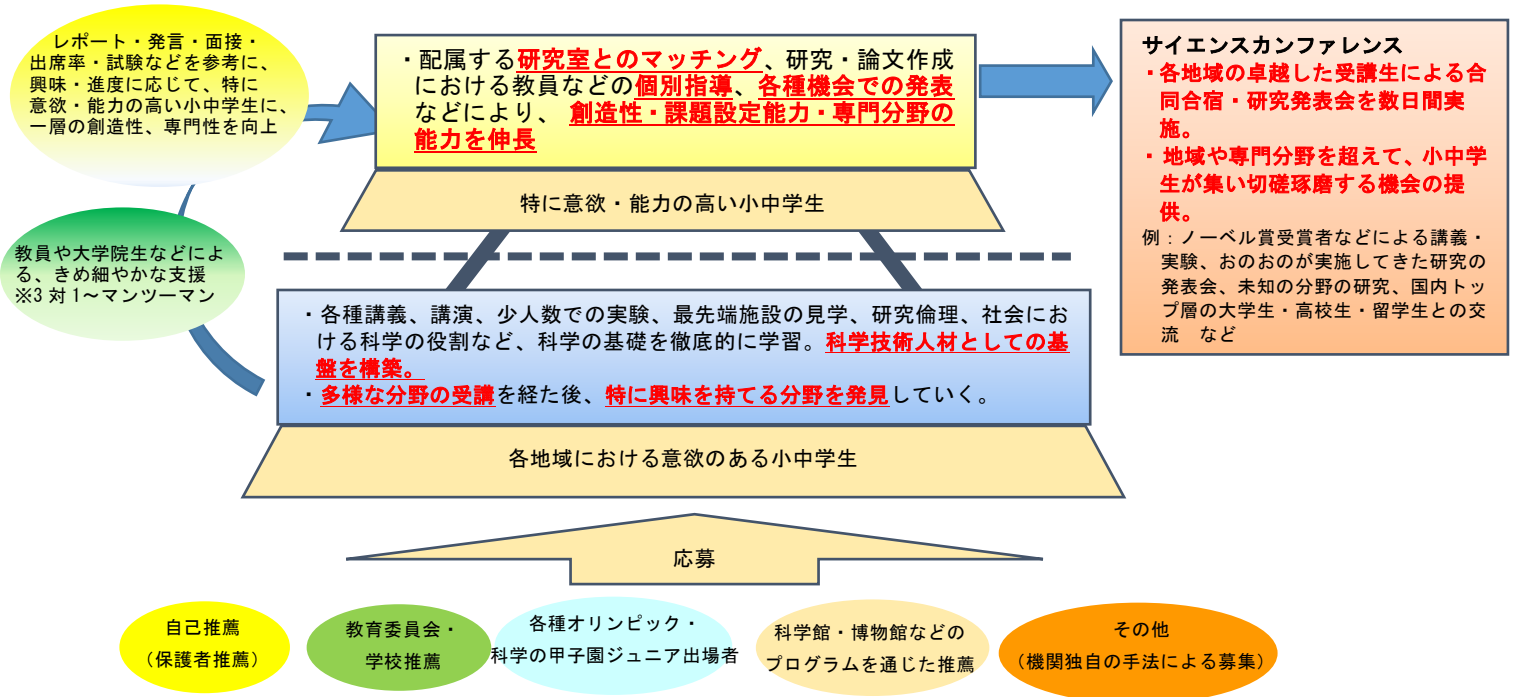 レポート・発言・面接・
出席率・試験などを参考に、
興味・進度に応じて、特に
意欲・能力の高い小中学生に、
一層の創造性、専門性を向上
・配属する研究室とのマッチング、研究・論文作成
における教員などの個別指導、各種機会での発表
などにより、 創造性・課題設定能力・専門分野の
能力を伸長
特に意欲・能力の高い小中学生
サイエンスカンファレンス
・各地域の卓越した受講生による合
同合宿・研究発表会を数日間実
施。
・ 地域や専門分野を超えて、小中学
生が集い切磋琢磨する機会の提
供。
例：ノーベル賞受賞者などによる講義・
実験、おのおのが実施してきた研究の
発表会、未知の分野の研究、国内トッ
プ層の大学生・高校生・留学生との交
流　など
教員や大学院生などによ
る、きめ細やかな支援
※3 対 1～マンツーマン
・各種講義、講演、少人数での実験、最先端施設の見学、研究倫理、社会にお
ける科学の役割など、科学の基礎を徹底的に学習。科学技術人材としての基
盤を構築。
・多様な分野の受講を経た後、特に興味を持てる分野を発見していく。
各地域における意欲のある小中学生
応募
自己推薦
（保護者推薦）
教育委員会・
学校推薦
各種オリンピック・
科学の甲子園ジュニア出場者
科学館・博物館などの
プログラムを通じた推薦
その他
（機関独自の手法による募集）